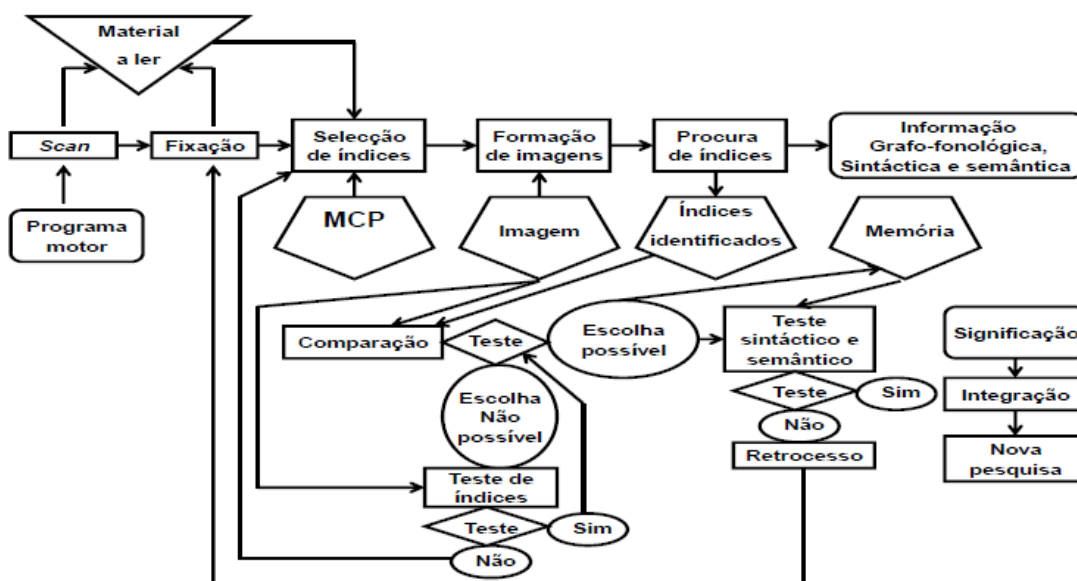 Material
a ler
Scan
Fixação
Selecção
de índices
Formação
de imagens
Procura
de índices
Informação
Grafo-fonológica,
Sintáctica e semântica
Programa
motor
MCP
Imagem
Índices
identificados
Memória
Comparação
Teste
Escolha
possível
Teste
sintáctico e
semântico
Significação
Escolha
Não
possível
Teste
Sim
Integração
Não
Retrocesso
Nova
pesquisa
Teste de
índices
Teste
Sim
Não